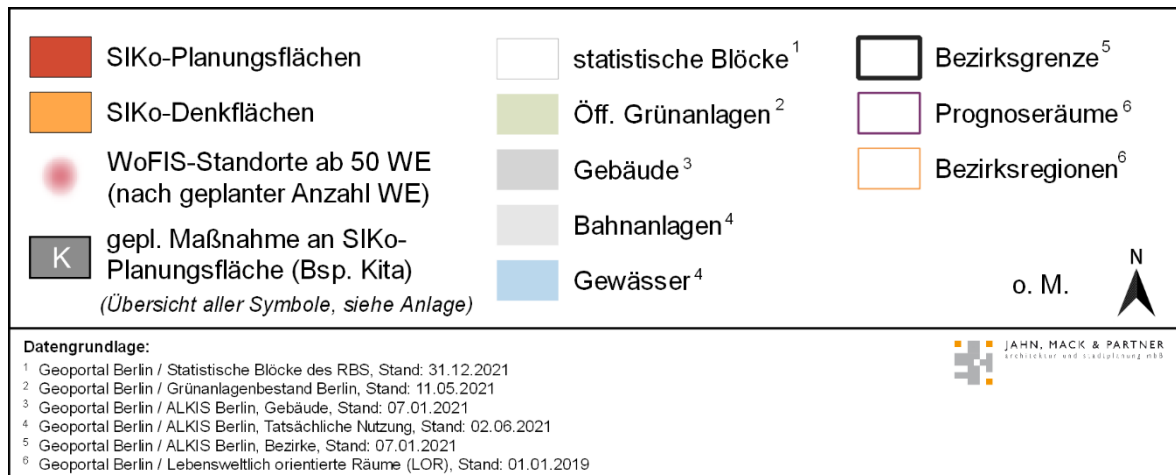 SIKo-Planungsflächen
SIKo-Denkflächen
WoFIS-Standorte ab 50 WE
(nach geplanter Anzahl WE)
K
gepl. Maßnahme an SIKo-
Planungsfläche (Bsp. Kita)
(Übersicht aller Symbole, siehe Anlage)
statistische Blöcke 1
Öff. Grünanlagen 2
Gebäude 3
Bahnanlagen 4
Gewässer 4
Bezirksgrenze 5
Prognoseräume 6
Bezirksregionen 6
o. M.
N
Datengrundlage:
1 Geoportal Berlin / Statistische Blöcke des RBS, Stand: 31.12.2021
2 Geoportal Berlin / Grünanlagenbestand Berlin, Stand: 11.05.2021
3 Geoportal Berlin / ALKIS Berlin, Gebäude, Stand: 07.01.2021
4 Geoportal Berlin / ALKIS Berlin, Tatsächliche Nutzung, Stand: 02.06.2021
5 Geoportal Berlin / ALKIS Berlin, Bezirke, Stand: 07.01.2021
6 Geoportal Berlin / Lebensweltlich orientierte Räume (LOR), Stand: 01.01.2019
JAHN, MACK & PARTNER
architektur und stadtplanung mbB